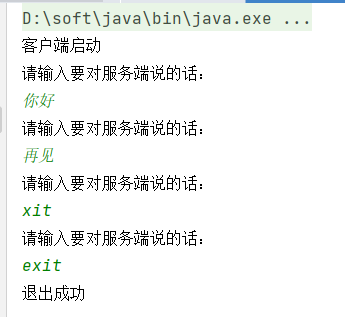 D:\soft\java\bin\java.exe ...
客户端启动
请输入要对服务端说的话:
你好
请输入要对服务端说的话:
再见
请输入要对服务端说的话:
xit
请输入要对服务端说的话:
exit
退出成功